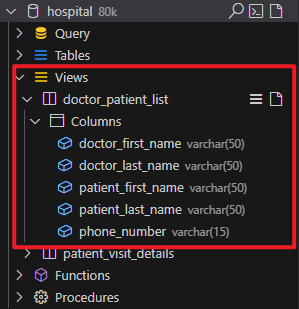 hospital 80k
Query
Tables
Views
doctor_patient_list
Columns
doctor_first_name varchar(50)
doctor_last_name varchar(50)
patient_first_name varchar(50)
patient_last_name varchar(50)
phone_number varchar(15)
patient_visit_details
Functions
Procedures